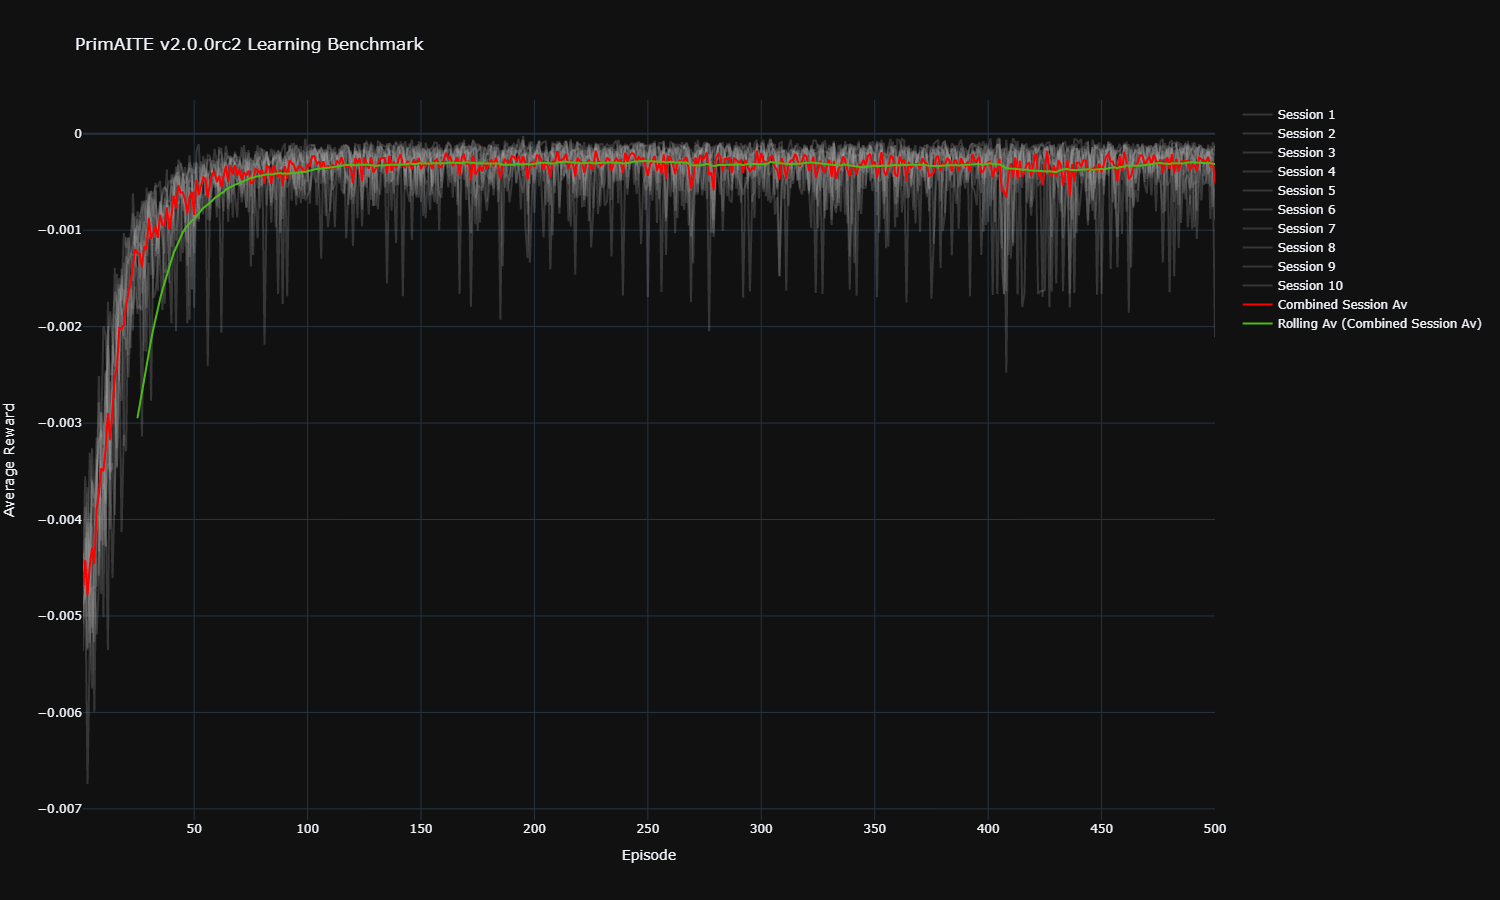 PrimAITE v2.0.0rc2 Learning Benchmark
0
−0.001
−0.002
−0.003
−0.004
−0.005
−0.006
−0.007
Average Reward
50
100
150
200
250
300
350
400
450
500
Episode
Session 1
Session 2
Session 3
Session 4
Session 5
Session 6
Session 7
Session 8
Session 9
Session 10
Combined Session Av
Rolling Av (Combined Session Av)